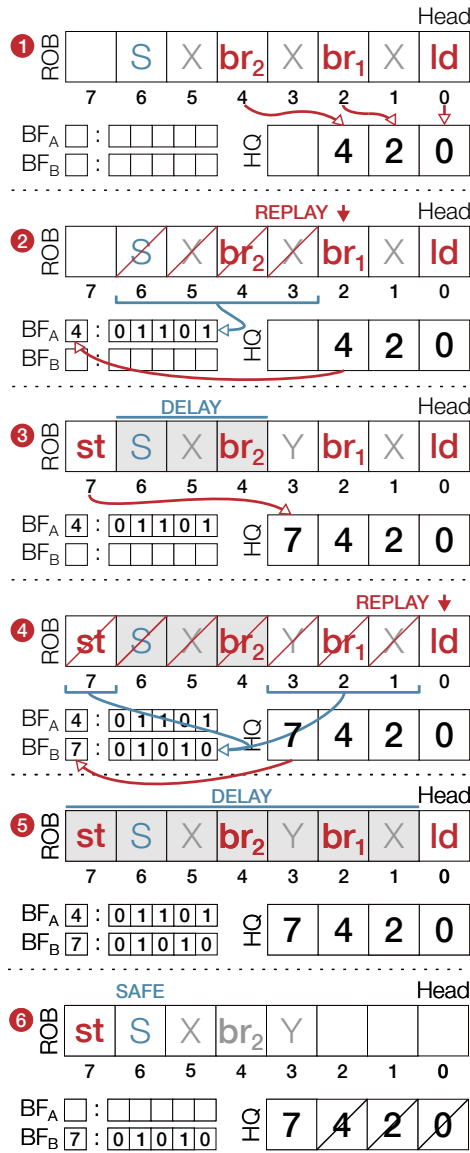 Head
1 ROB S X br2 X br1 X ld
7 6 5 4 3 2 1 0
BFA : HQ 4 2 0
BFB :
REPLAY Head
2 ROB S X br2 X br1 X ld
7 6 5 4 3 2 1 0
BFA 4 : 0 1 1 0 1 HQ 4 2 0
BFB :
DELAY Head
3 ROB st S X br2 Y br1 X ld
7 6 5 4 3 2 1 0
BFA 4 : 0 1 1 0 1 HQ 7 4 2 0
BFB :
REPLAY
4 ROB st S X br2 Y br1 X ld
7 6 5 4 3 2 1 0
BFA 4 : 0 1 1 0 1 HQ 7 4 2 0
BFB 7 : 0 1 0 1 0
DELAY Head
5 ROB st S X br2 Y br1 X ld
7 6 5 4 3 2 1 0
BFA 4 : 0 1 1 0 1 HQ 7 4 2 0
BFB 7 : 0 1 0 1 0
SAFE Head
6 ROB st S X br2 Y
7 6 5 4 3 2 1 0
BFA : HQ 7 4 2 0
BFB 7 : 0 1 0 1 0